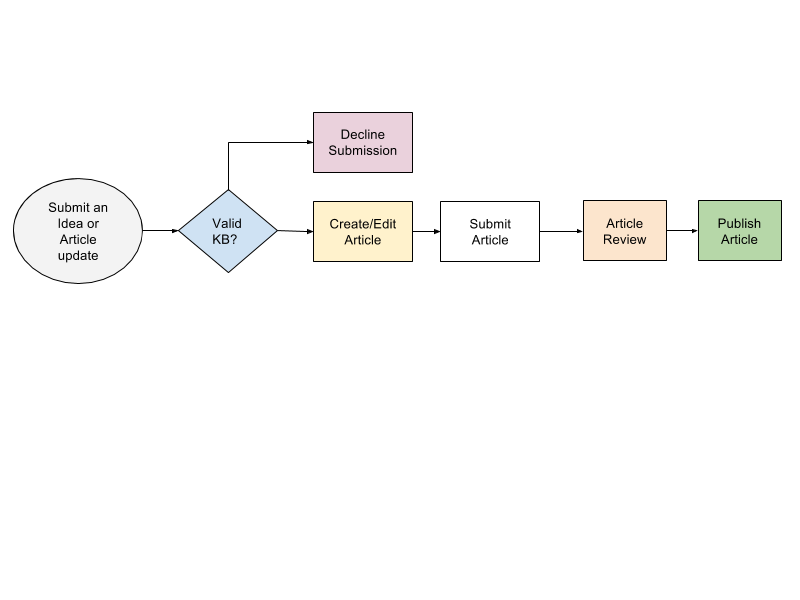 Decline
Submission
Submit an
Idea or
Article
update
Valid
KB?
Create/Edit
Article
Submit
Article
Article
Review
Publish
Article